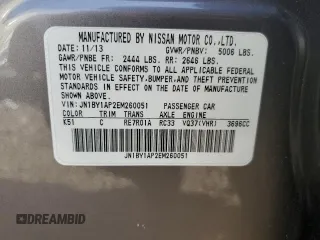 MANUFACTURED BY NISSAN MOTOR CO.,LTD.
DATE: 11/13 GVWR/PNBV: 5006 LBS.
GAWR/PNBE FR: 2444 LBS. RR: 2646 LBS.
THIS VEHICLE CONFORMS TO ALL APPLICABLE
FEDERAL MOTOR VEHICLE SAFETY,BUMPER,AND THEFT PREVENTION
STANDARDS IN EFFECT ON THE DATE OF MANUFACTURE SHOWN
ABOVE.
VIN:JN1BY1AP2EM260051 PASSENGER CAR
COLOR TRIM TRANS AXLE ENGINE
K51 C RE7R01A RC33 VQ37(VHR) 3696CC
JN1BY1AP2EM260051
DREAMBID